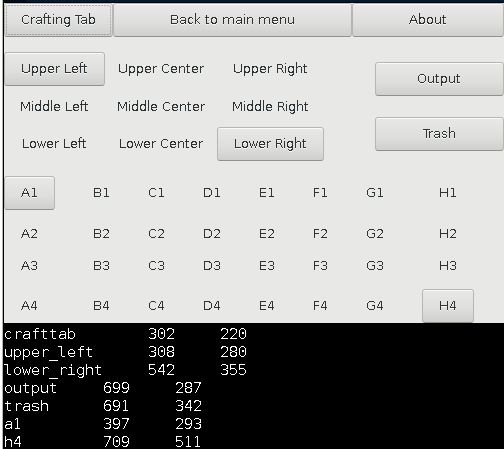 Crafting Tab Back to main menu About
Upper Left Upper Center Upper Right Output
Middle Left Middle Center Middle Right
Trash
Lower Left Lower Center Lower Right
A1 B1 C1 D1 E1 F1 G1 H1
A2 B2 C2 D2 E2 F2 G2 H2
A3 B3 C3 D3 E3 F3 G3 H3
A4 B4 C4 D4 E4 F4 G4 H4
crafttab 302 220
upper_left 308 280
lower_right 542 355
output 699 287
trash 691 342
a1 397 293
h4 709 511